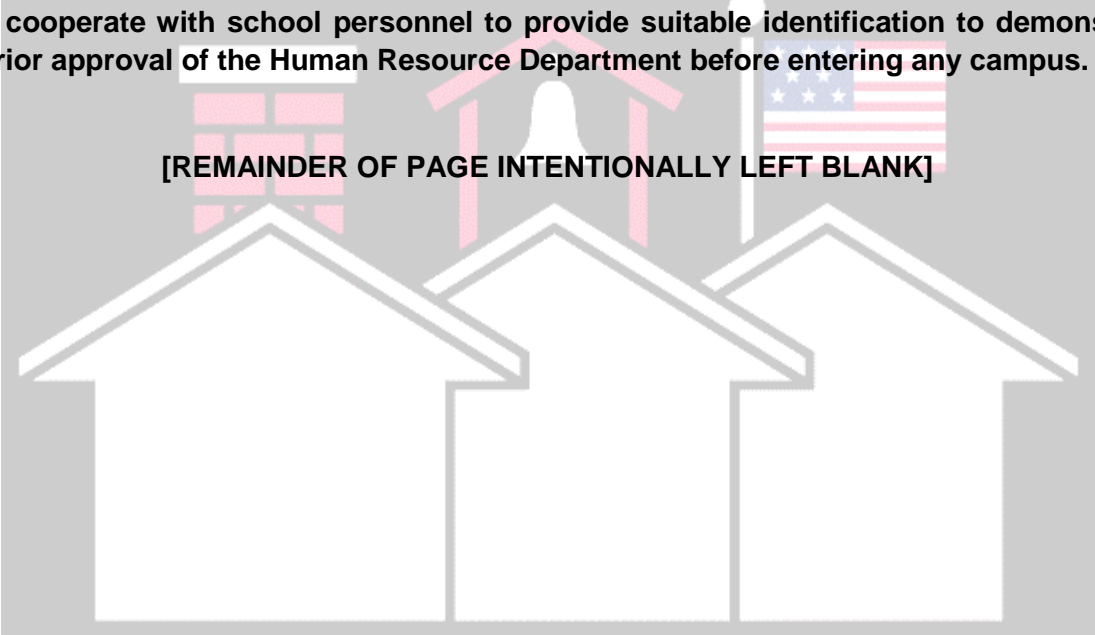 cooperate with school personnel to provide suitable identification to
rior approval of the Human Resource Department before entering any campus.
[REMAINDER OF PAGE INTENTIONALLY LEFT BLANK]